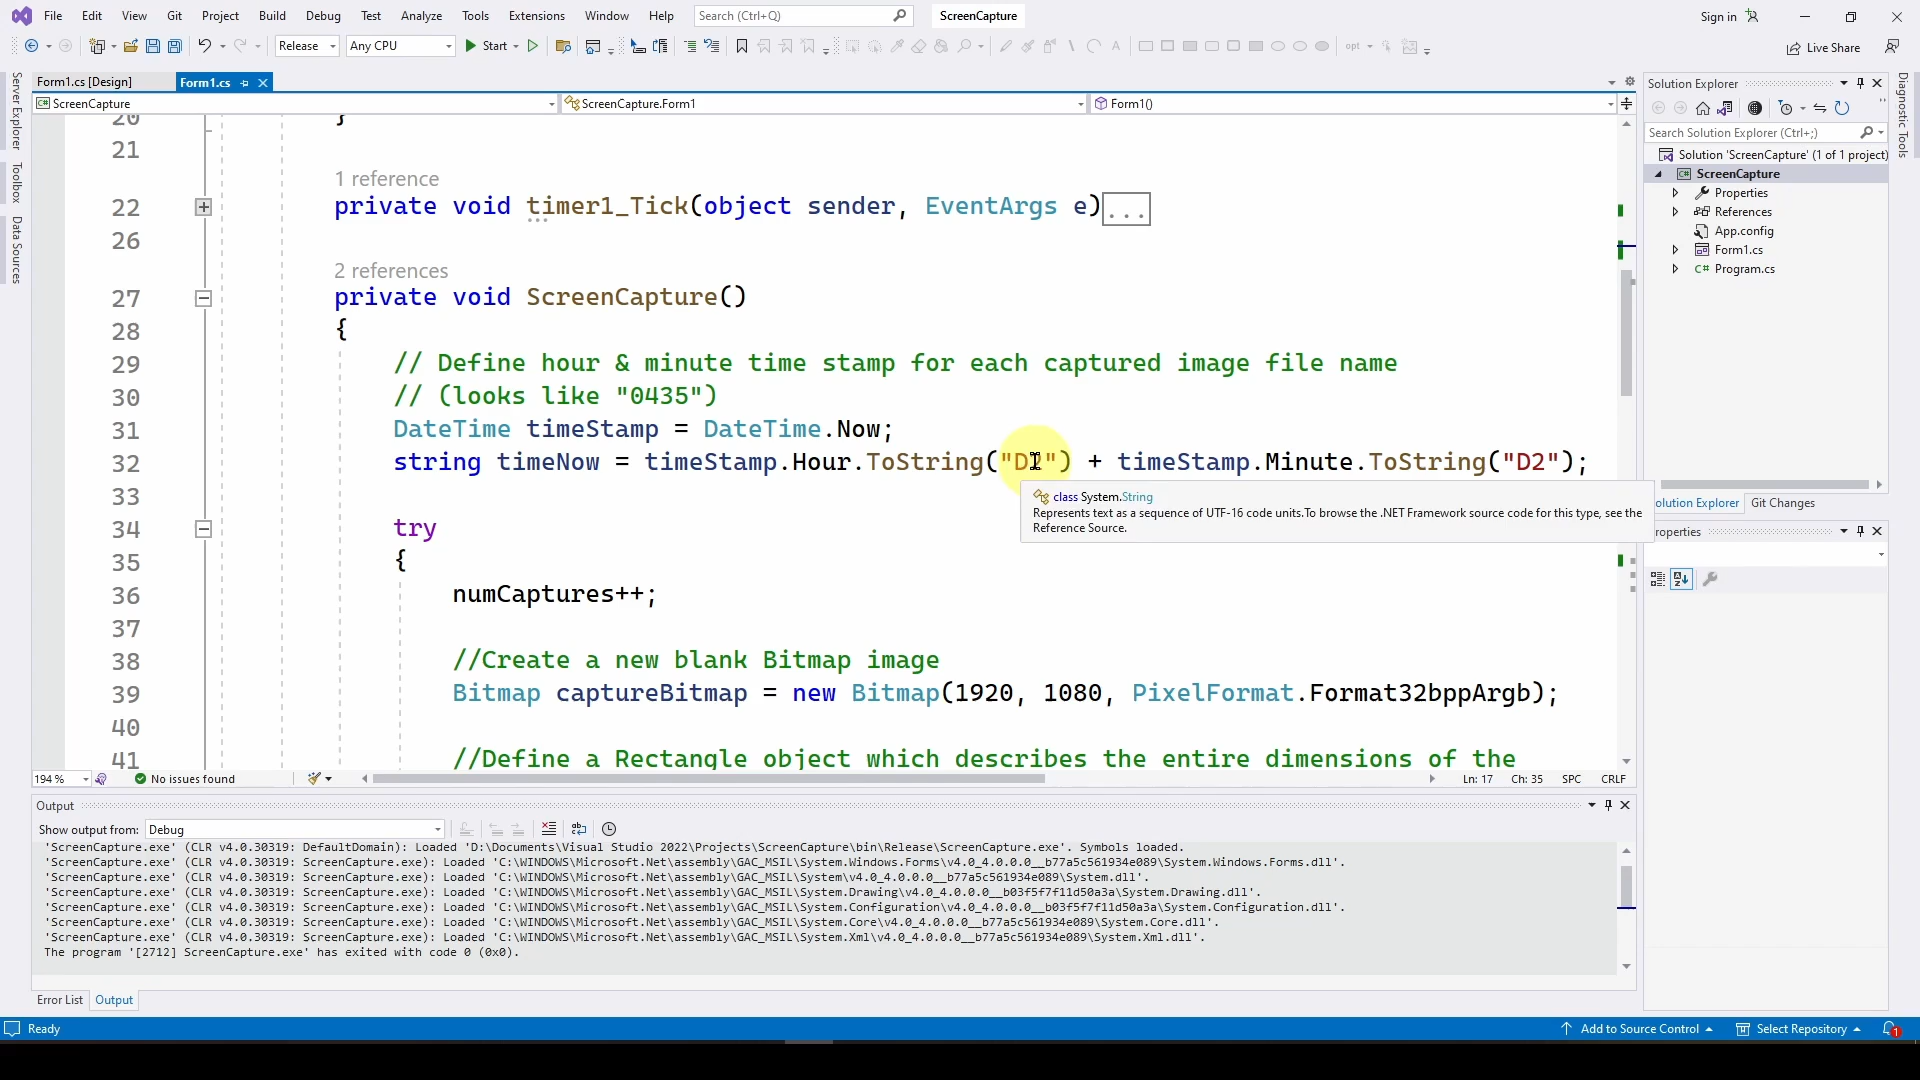 File Edit View Git Project Build Debug Test Analyze Tools Extensions Window Help Search (Ctrl+Q) ScreenCapture Sign in
Release Any CPU Start opt Live Share
Form1.cs [Design] Form1.cs
ScreenCapture ScreenCapture.Form1 Form1()
Server Explorer
Toolbox
Data Sources
20 }
21
1 reference
22 private void timer1_Tick(object sender, EventArgs e)...
26
2 references
27 private void ScreenCapture()
28 {
29 // Define hour & minute time stamp for each captured image file name
30 // (looks like "0435")
31 DateTime timeStamp = DateTime.Now;
32 string timeNow = timeStamp.Hour.ToString("D2") + timeStamp.Minute.ToString("D2");
class System.String
Represents text as a sequence of UTF-16 code units.To browse the .NET Framework source code for this type, see the
Reference Source.
33
34 try
35 {
36 numCaptures++;
37
38 //Create a new blank Bitmap image
39 Bitmap captureBitmap = new Bitmap(1920, 1080, PixelFormat.Format32bppArgb);
40
41 //Define a Rectangle object which describes the entire dimensions of the
194 % No issues found Ln: 17 Ch: 35 SPC CRLF
Output
Show output from: Debug
'ScreenCapture.exe' (CLR v4.0.30319: DefaultDomain): Loaded 'D:\Documents\Visual Studio 2022\Projects\ScreenCapture\bin\Release\ScreenCapture.exe'. Symbols loaded.
'ScreenCapture.exe' (CLR v4.0.30319: ScreenCapture.exe): Loaded 'C:\WINDOWS\Microsoft.Net\assembly\GAC_MSIL\System.Windows.Forms\v4.0_4.0.0.0__b77a5c561934e089\System.Windows.Forms.dll'.
'ScreenCapture.exe' (CLR v4.0.30319: ScreenCapture.exe): Loaded 'C:\WINDOWS\Microsoft.Net\assembly\GAC_MSIL\System\v4.0_4.0.0.0__b77a5c561934e089\System.dll'.
'ScreenCapture.exe' (CLR v4.0.30319: ScreenCapture.exe): Loaded 'C:\WINDOWS\Microsoft.Net\assembly\GAC_MSIL\System.Drawing\v4.0_4.0.0.0__b03f5f7f11d50a3a\System.Drawing.dll'.
'ScreenCapture.exe' (CLR v4.0.30319: ScreenCapture.exe): Loaded 'C:\WINDOWS\Microsoft.Net\assembly\GAC_MSIL\System.Configuration\v4.0_4.0.0.0__b03f5f7f11d50a3a\System.Configuration.dll'.
'ScreenCapture.exe' (CLR v4.0.30319: ScreenCapture.exe): Loaded 'C:\WINDOWS\Microsoft.Net\assembly\GAC_MSIL\System.Core\v4.0_4.0.0.0__b77a5c561934e089\System.Core.dll'.
'ScreenCapture.exe' (CLR v4.0.30319: ScreenCapture.exe): Loaded 'C:\WINDOWS\Microsoft.Net\assembly\GAC_MSIL\System.Xml\v4.0_4.0.0.0__b77a5c561934e089\System.Xml.dll'.
The program '[2712] ScreenCapture.exe' has exited with code 0 (0x0).
Error List Output
Solution Explorer
Search Solution Explorer (Ctrl+;)
Solution 'ScreenCapture' (1 of 1 project)
C# ScreenCapture
Properties
References
App.config
Form1.cs
C# Program.cs
olution Explorer Git Changes
roperties
Diagnostic Tools
Ready Add to Source Control Select Repository 1